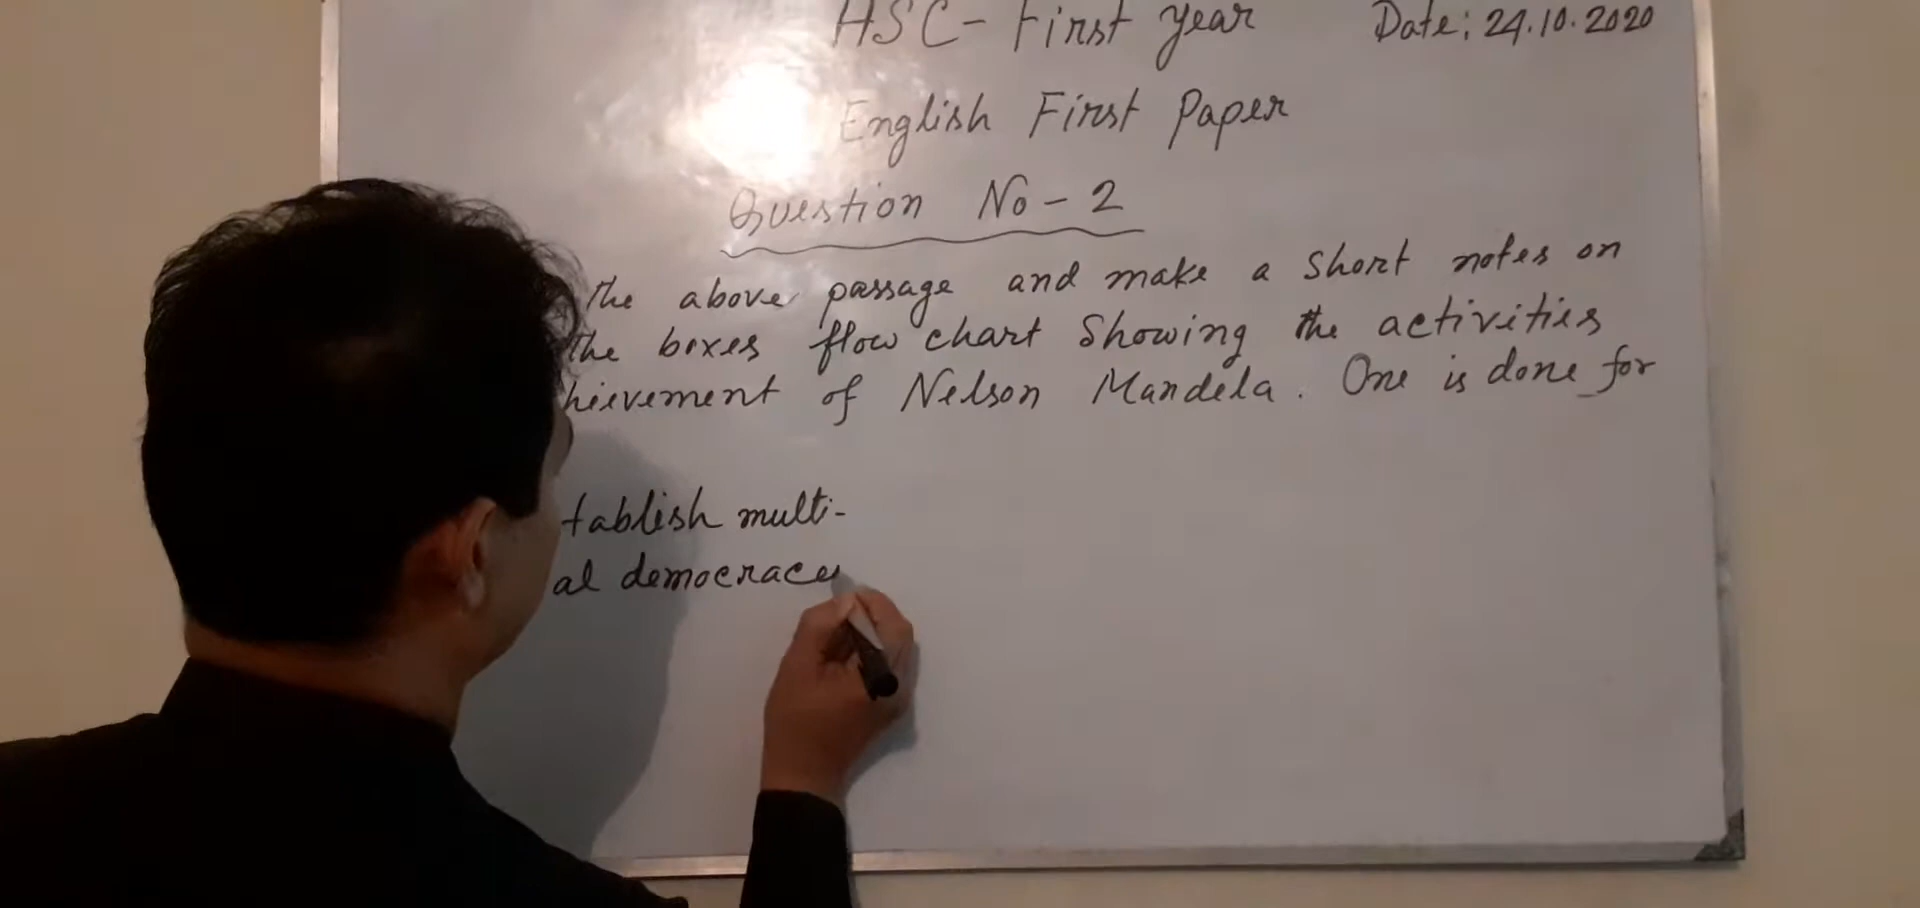 HSC- First year Date: 24.10.2020
English First Paper
Question No - 2
the above passage and make a short notes on
the boxes flow chart showing the activities
hievement of Nelson Mandela. One is done for
tablish multi-
al democracy